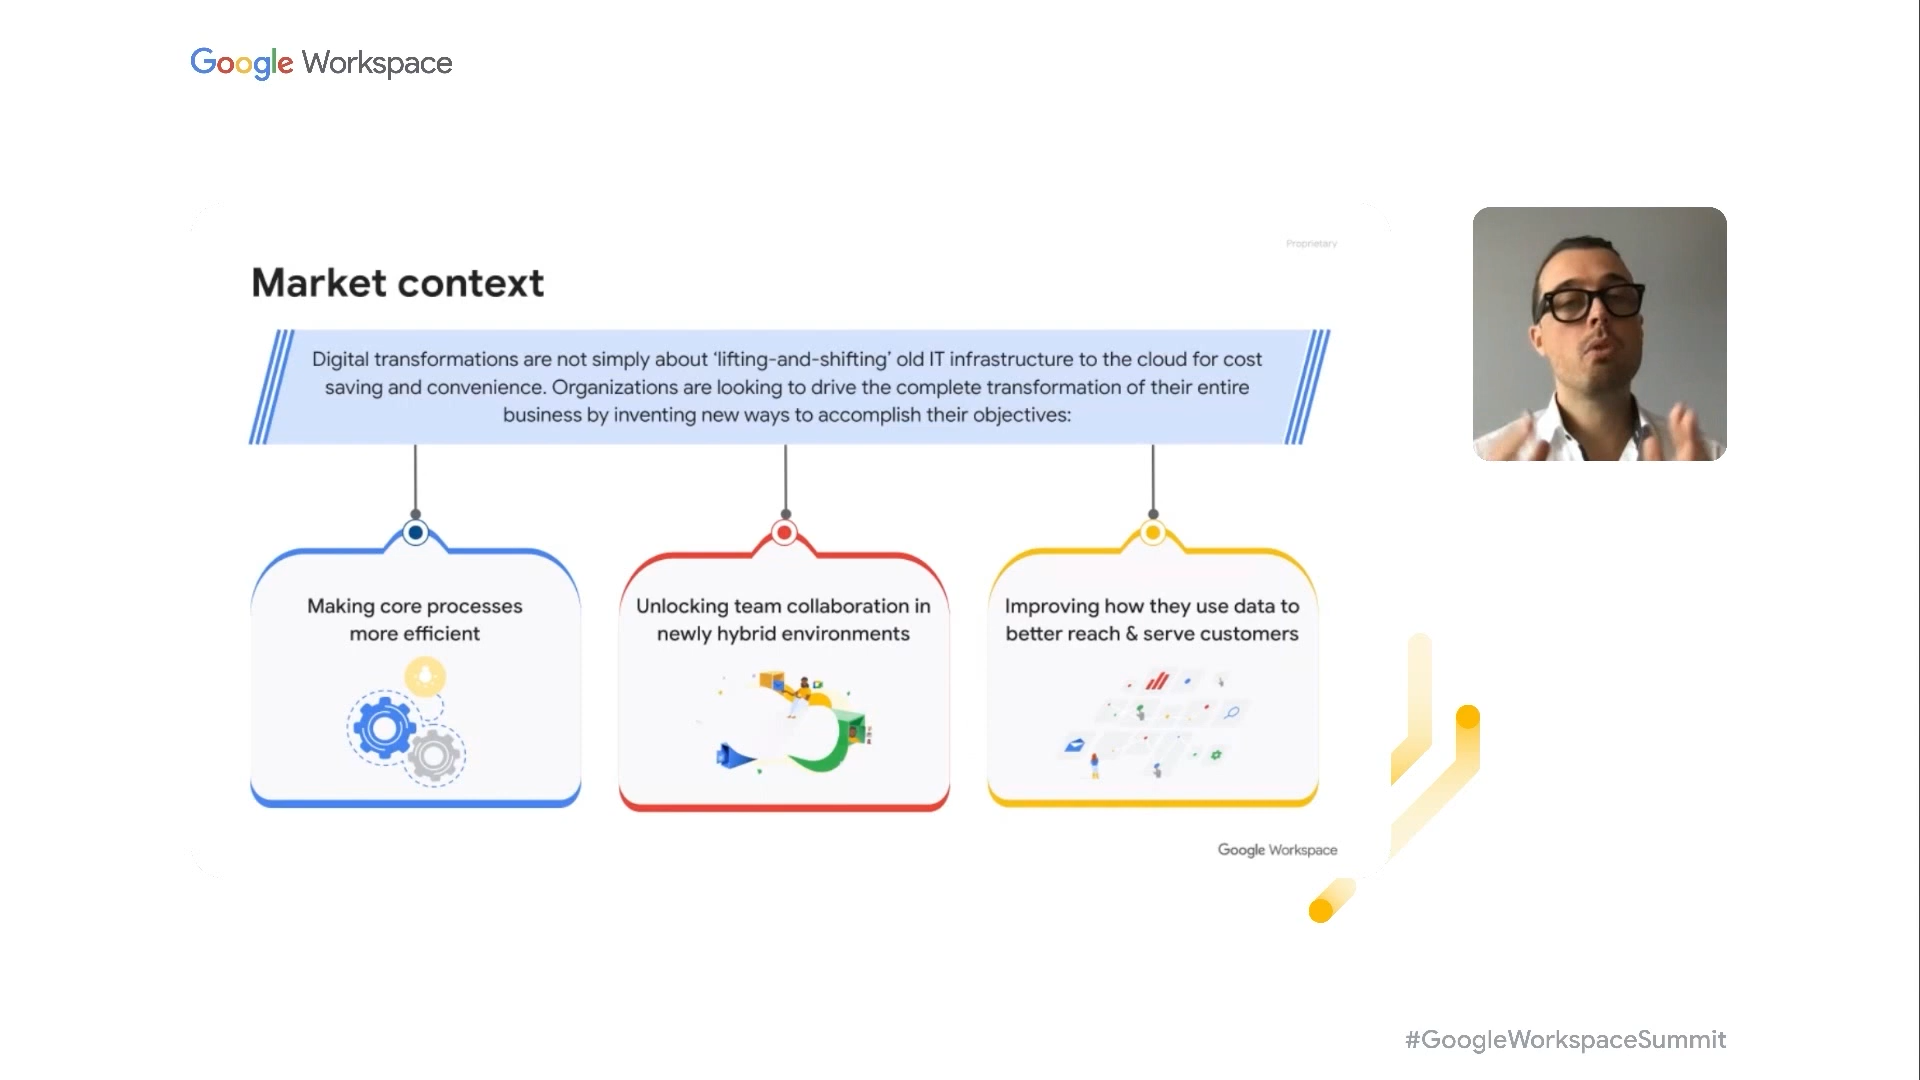 Google Workspace
Proprietary
Market context
Digital transformations are not simply about ‘lifting-and-shifting’ old IT infrastructure to the cloud for cost
saving and convenience. Organizations are looking to drive the complete transformation of their entire
business by inventing new ways to accomplish their objectives:
Making core processes
more efficient
Unlocking team collaboration in
newly hybrid environments
Improving how they use data to
better reach & serve customers
Google Workspace
#GoogleWorkspaceSummit